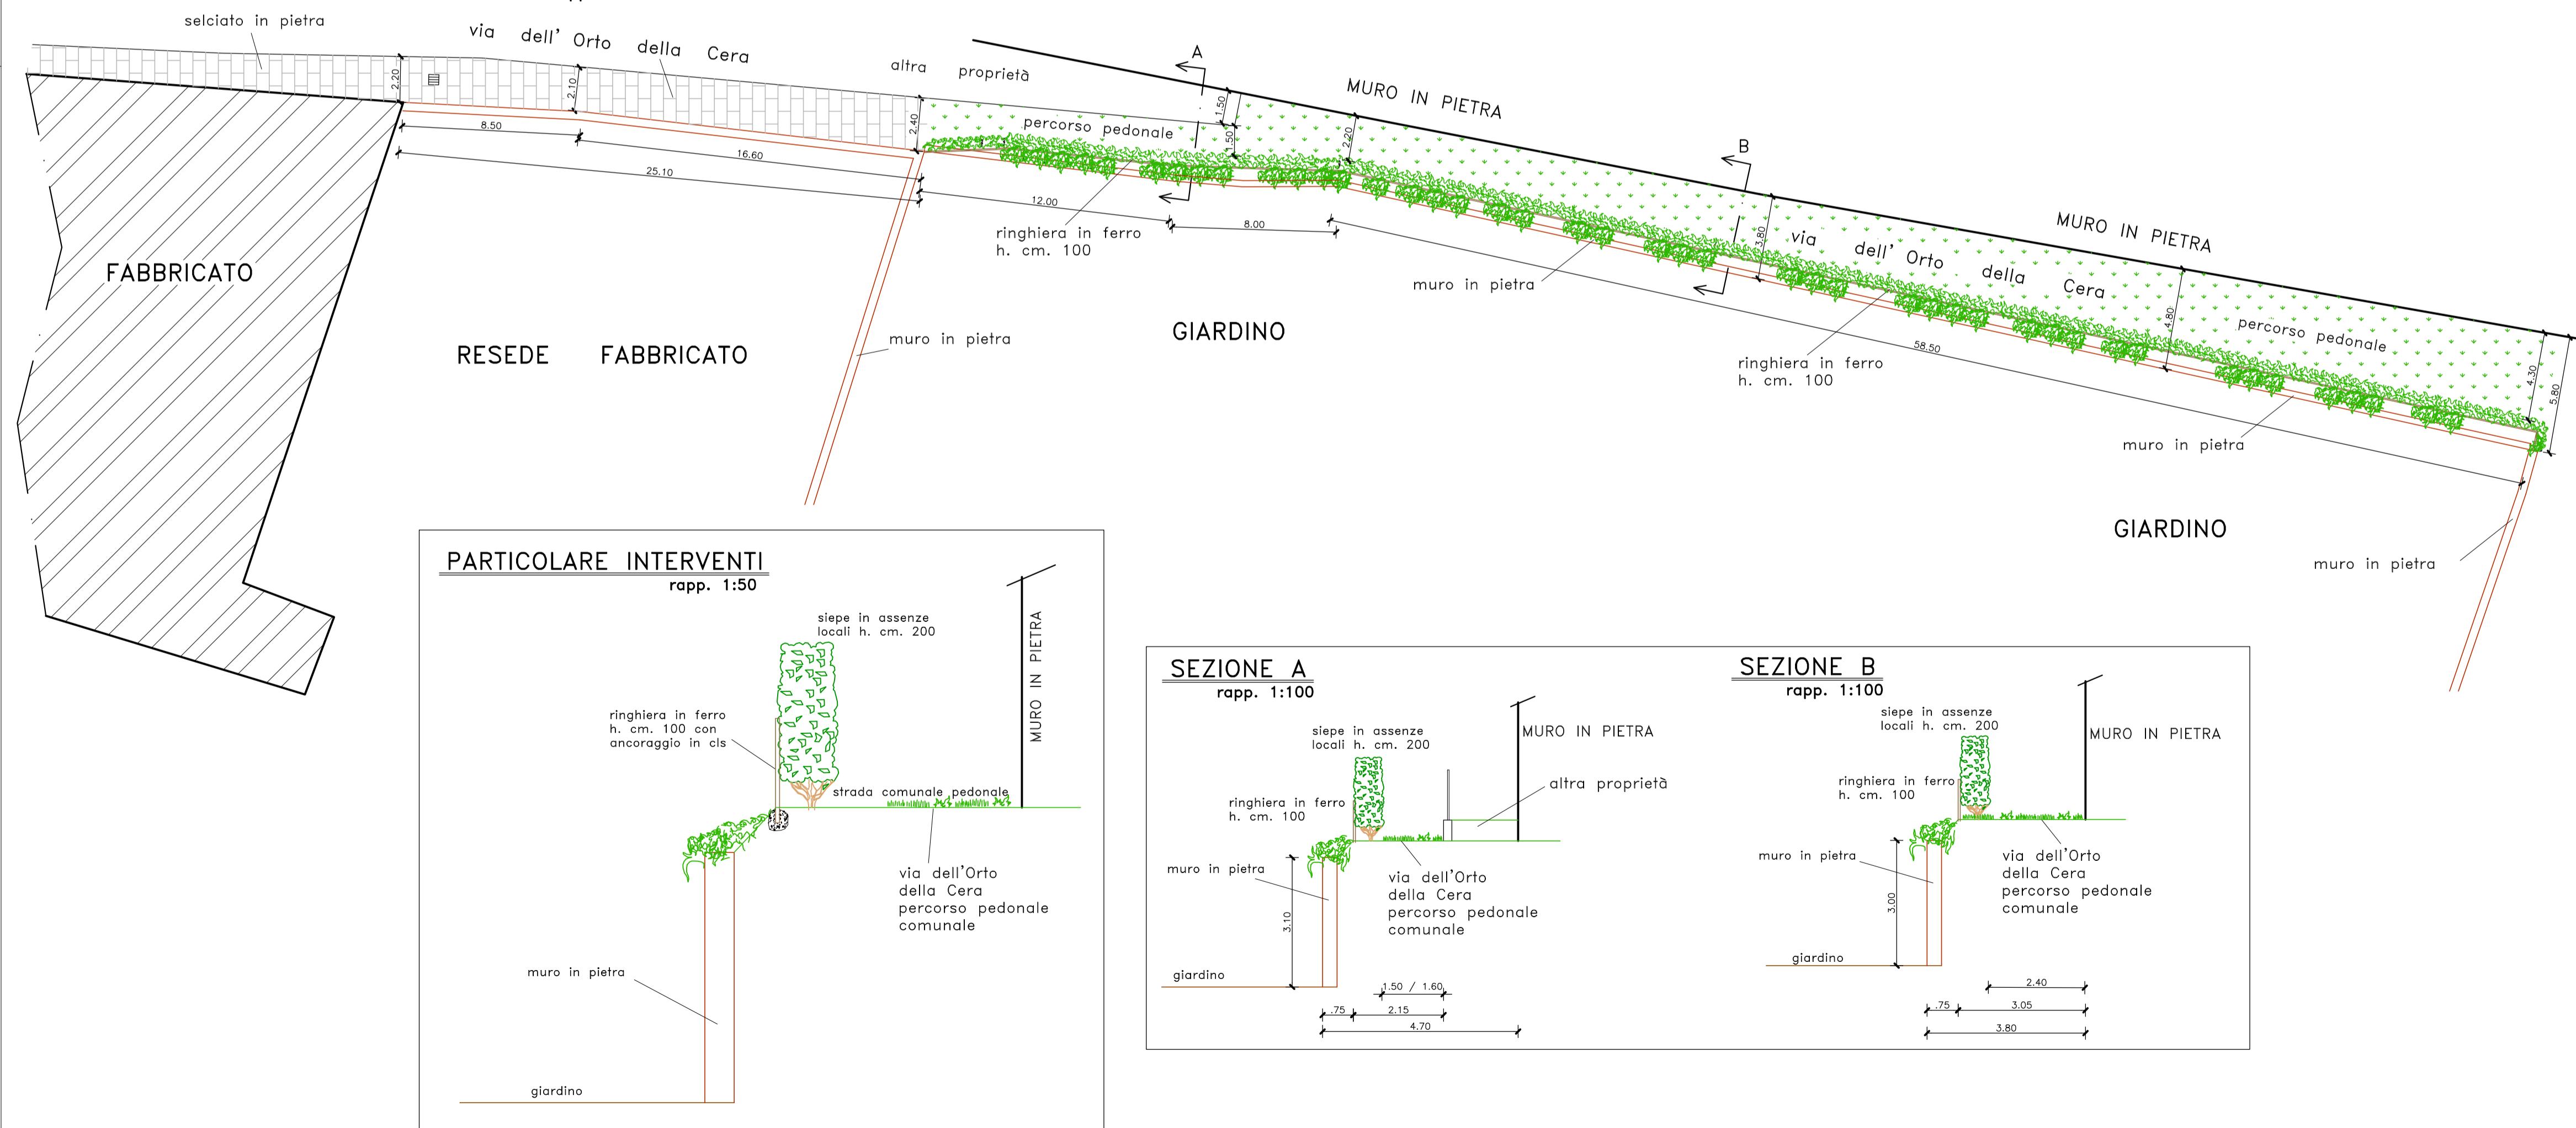 selciato in pietra
via dell' Orto della Cera
altra proprietà
A
MURO IN PIETRA
2.20
2.10
2.40
1.50
1.50
2.20
percorso pedonale
B
MURO IN PIETRA
8.50
16.60
25.10
12.00
8.00
ringhiera in ferro
h. cm. 100
muro in pietra
3.80
via dell' Orto della Cera
4.80
percorso pedonale
4.30
5.80
FABBRICATO
RESEDE FABBRICATO
muro in pietra
GIARDINO
58.50
ringhiera in ferro
h. cm. 100
muro in pietra
GIARDINO
muro in pietra
PARTICOLARE INTERVENTI
rapp. 1:50
siepe in assenze
locali h. cm. 200
MURO IN PIETRA
ringhiera in ferro
h. cm. 100 con
ancoraggio in cls
strada comunale pedonale
via dell'Orto
della Cera
percorso pedonale
comunale
muro in pietra
giardino
SEZIONE A
rapp. 1:100
siepe in assenze
locali h. cm. 200
MURO IN PIETRA
altra proprietà
ringhiera in ferro
h. cm. 100
muro in pietra
via dell'Orto
della Cera
percorso pedonale
comunale
3.10
giardino
1.50 / 1.60
.75
2.15
4.70
SEZIONE B
rapp. 1:100
siepe in assenze
locali h. cm. 200
MURO IN PIETRA
ringhiera in ferro
h. cm. 100
muro in pietra
via dell'Orto
della Cera
percorso pedonale
comunale
3.00
giardino
2.40
.75
3.05
3.80